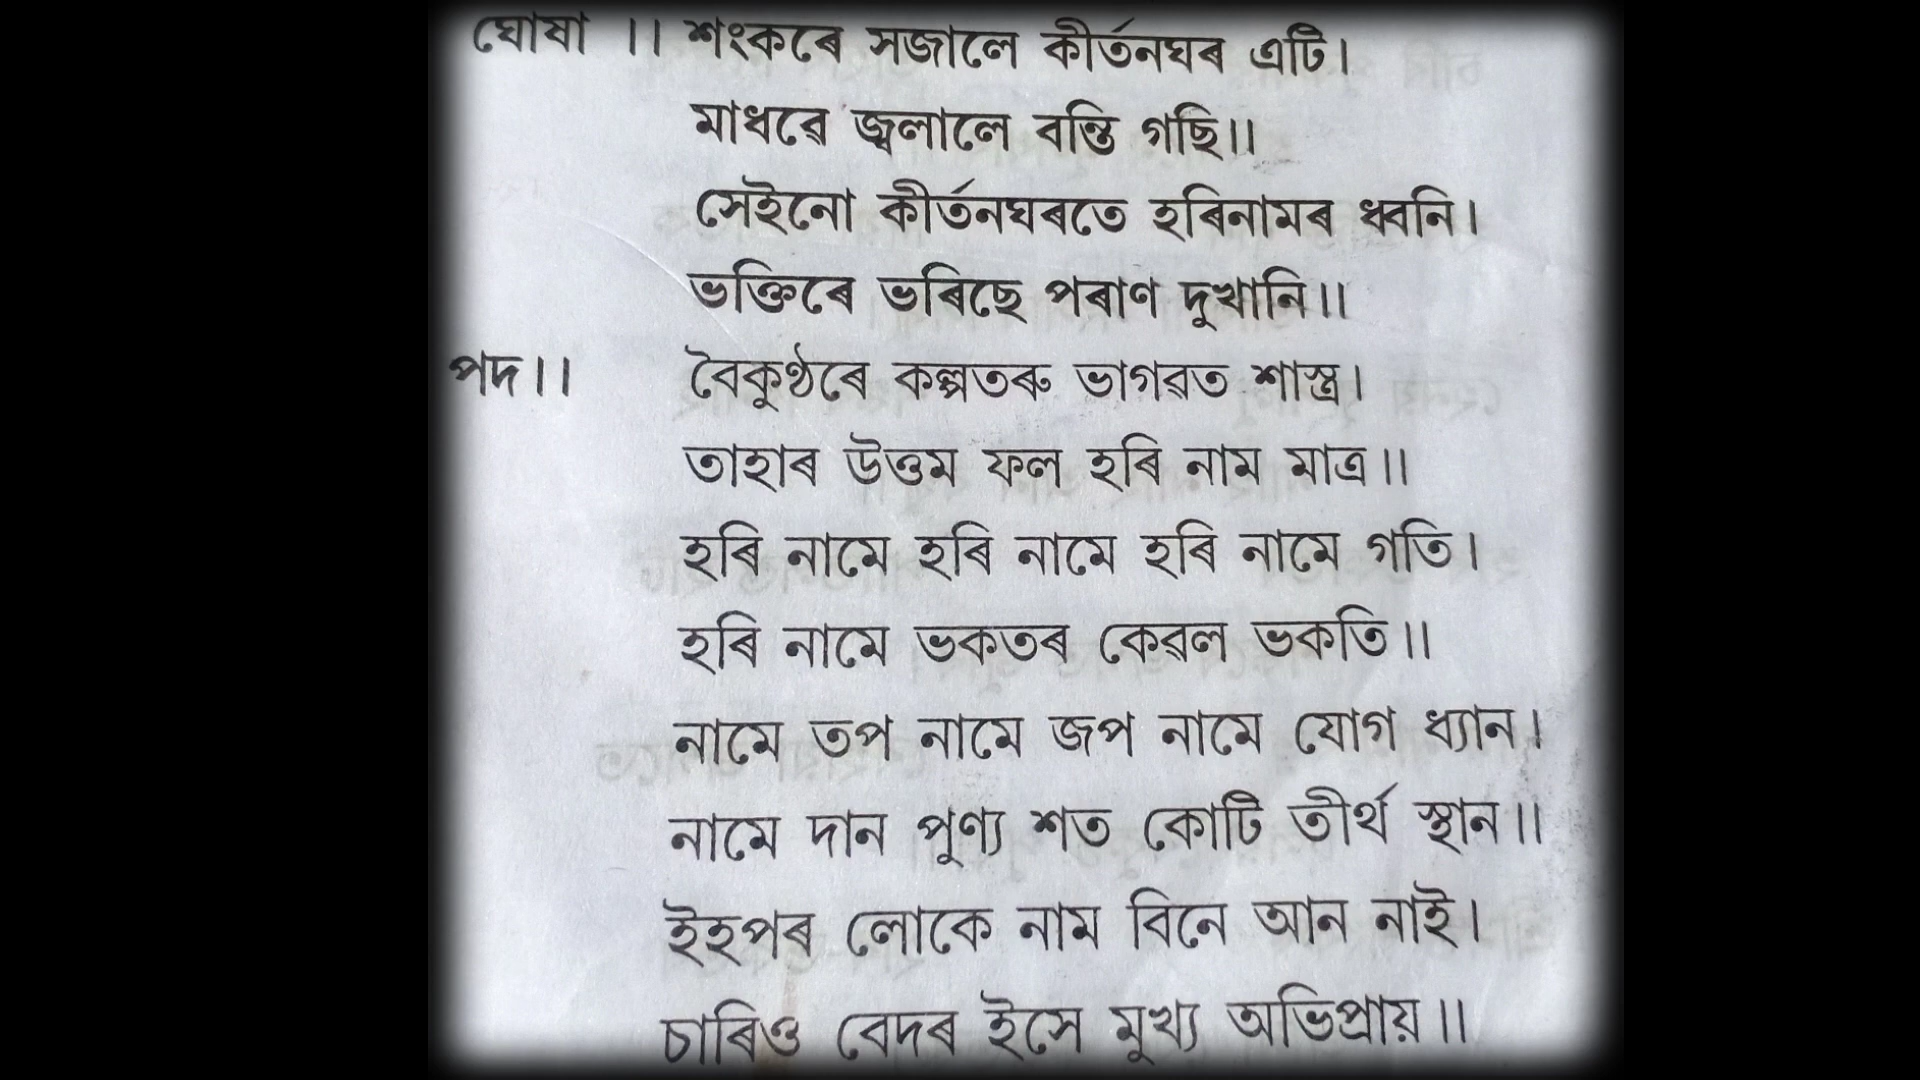 ঘোষা ।। শংকৰে সজালে কীৰ্তনঘৰ এটি।
মাধৱে জ্বলালে বন্তি গছি।।
সেইনো কীৰ্তনঘৰতে হৰিনামৰ ধ্বনি।
ভক্তিৰে ভৰিছে পৰাণ দুখানি।।
পদ।। বৈকুণ্ঠৰে কল্পতৰু ভাগৱত শাস্ত্ৰ।
তাহাৰ উত্তম ফল হৰি নাম মাত্ৰ।।
হৰি নামে হৰি নামে হৰি নামে গতি।
হৰি নামে ভকতৰ কেৱল ভকতি।।
নামে তপ নামে জপ নামে যোগ ধ্যান।
নামে দান পুণ্য শত কোটি তীৰ্থ স্থান।।
ইহপৰ লোকে নাম বিনে আন নাই।
চাৰিও বেদৰ ইসে মুখ্য অভিপ্ৰায়।।